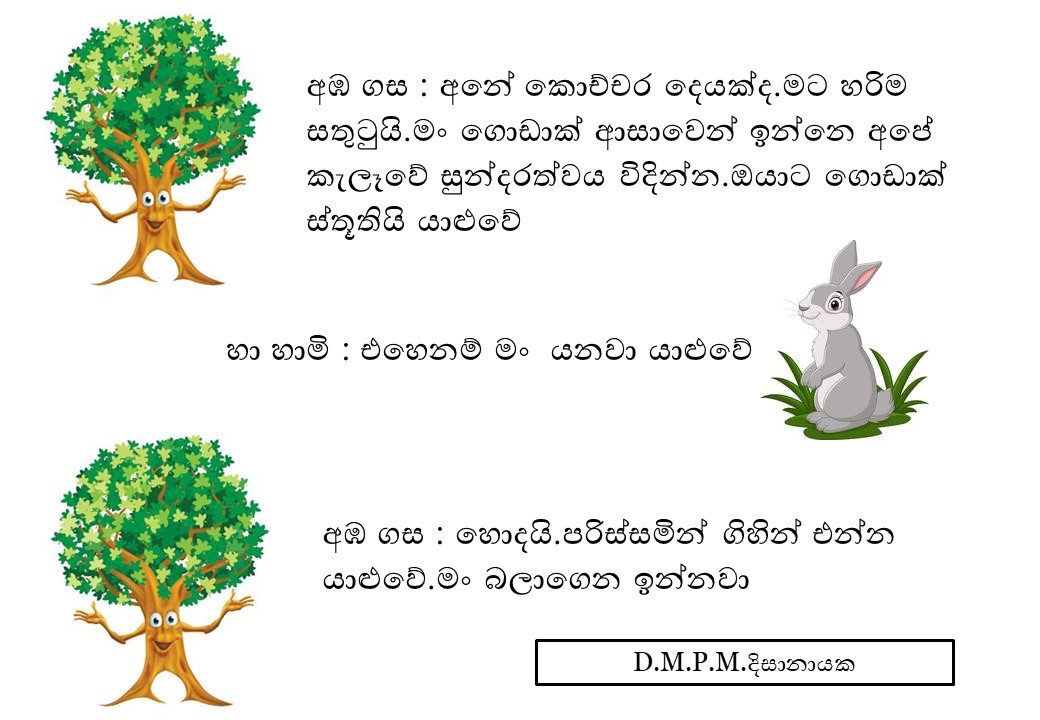 අඹ ගස : අනේ කොච්චර දෙයක්ද.මට හරිම
සතුටුයි.මං ගොඩාක් ආසාවෙන් ඉන්නෙ අපේ
කැලෑවේ සුන්දරත්වය විදින්න.ඔයාට ගොඩාක්
ස්තූතියි යාළුවේ
හා හාමි : එහෙනම් මං යනවා යාළුවේ
අඹ ගස : හොදයි.පරිස්සමින් ගිහින් එන්න
යාළුවේ.මං බලාගෙන ඉන්නවා
D.M.P.M.දිසානායක